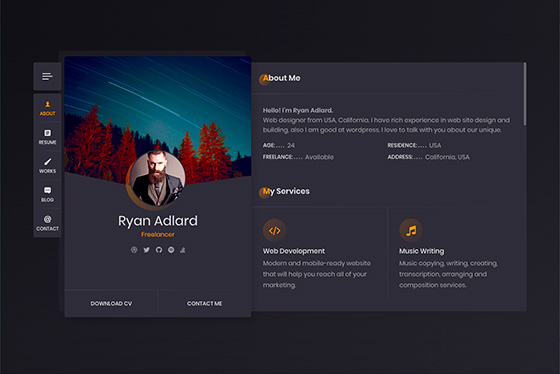 ABOUT
RESUME
WORKS
BLOG
CONTACT
Ryan Adlard
Freelancer
DOWNLOAD CV
CONTACT ME
About Me
Hello! I'm Ryan Adlard.
Web designer from USA, California, I have rich experience in web site design and
building, also I am good at wordpress. I love to talk with you about our unique.
AGE: . . . . 24
RESIDENCE: . . . . USA
FREELANCE: . . . . Available
ADDRESS: . . . . California, USA
My Services
Web Development
Modern and mobile-ready website
that will help you reach all of your
marketing.
Music Writing
Music copying, writing, creating,
transcription, arranging and
composition services.